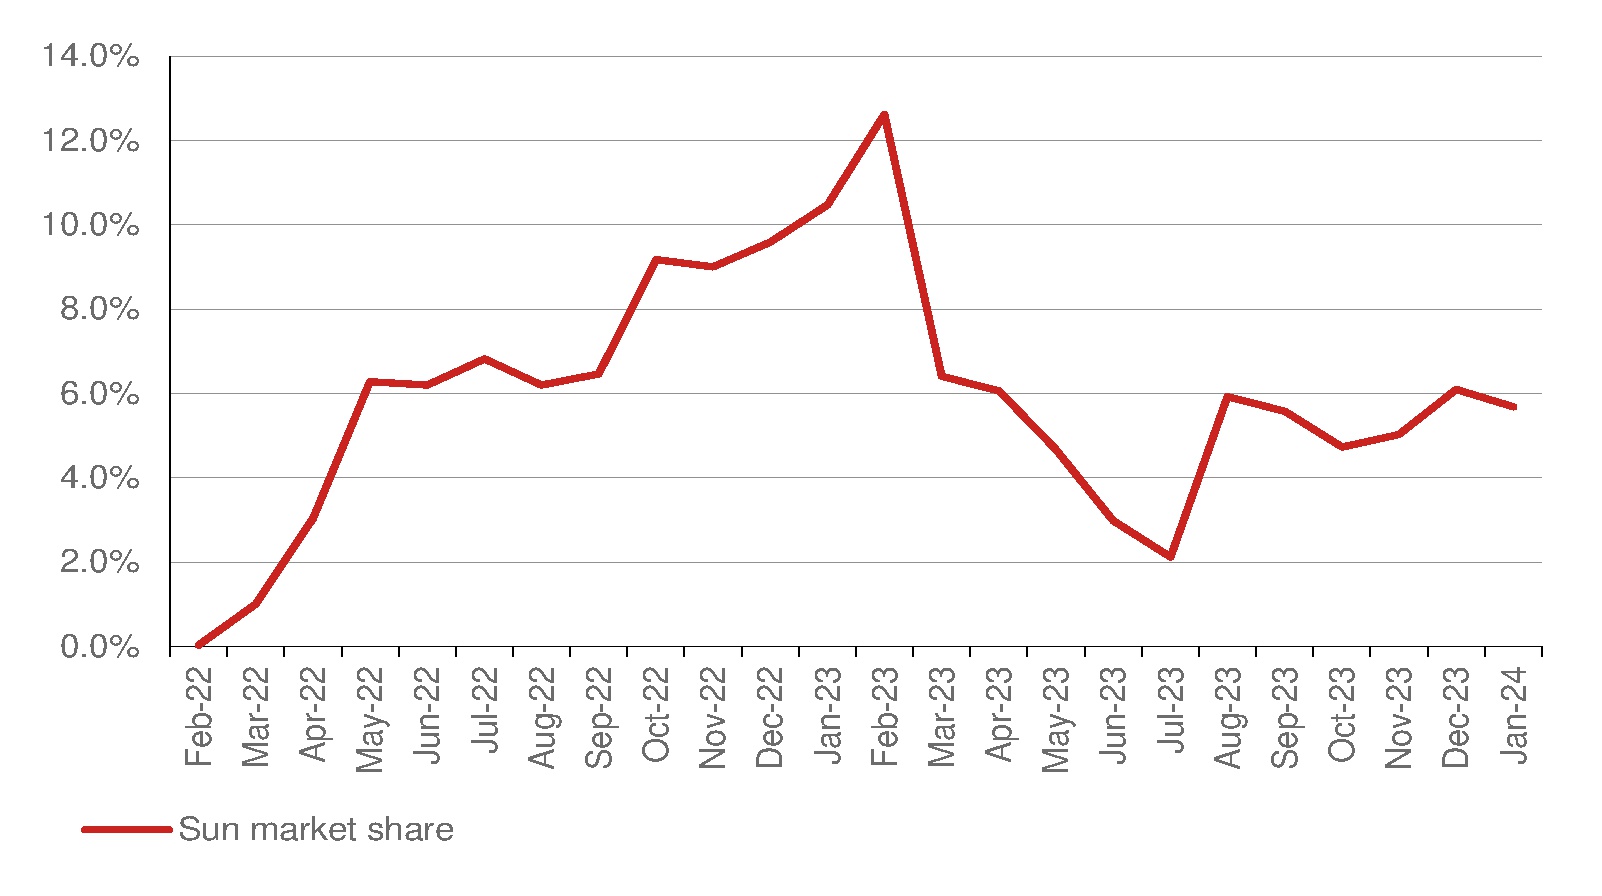 14.0%
12.0%
10.0%
8.0%
6.0%
4.0%
2.0%
0.0%
Feb-22
Mar-22
Apr-22
May-22
Jun-22
Jul-22
Aug-22
Sep-22
Oct-22
Nov-22
Dec-22
Jan-23
Feb-23
Mar-23
Apr-23
May-23
Jun-23
Jul-23
Aug-23
Sep-23
Oct-23
Nov-23
Dec-23
Jan-24
Sun market share